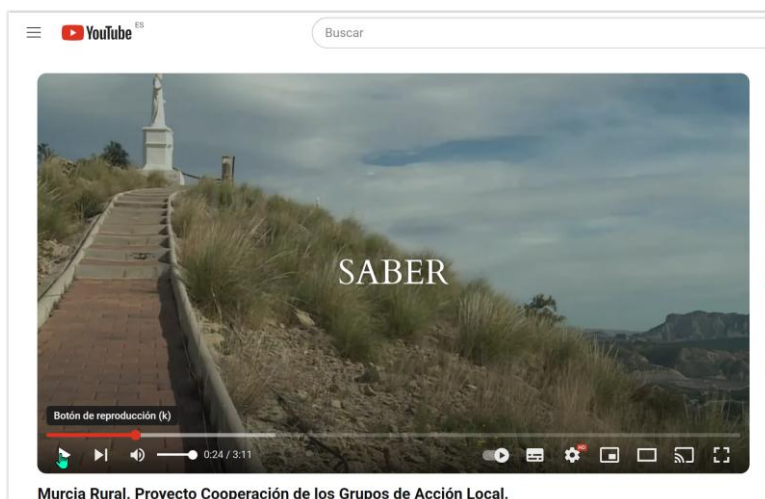 YouTube ES
Buscar
SABER
Botón de reproducción (k)
0:24 / 3:11
HD
Murcia Rural. Proyecto Cooperación de los Grupos de Acción Local.